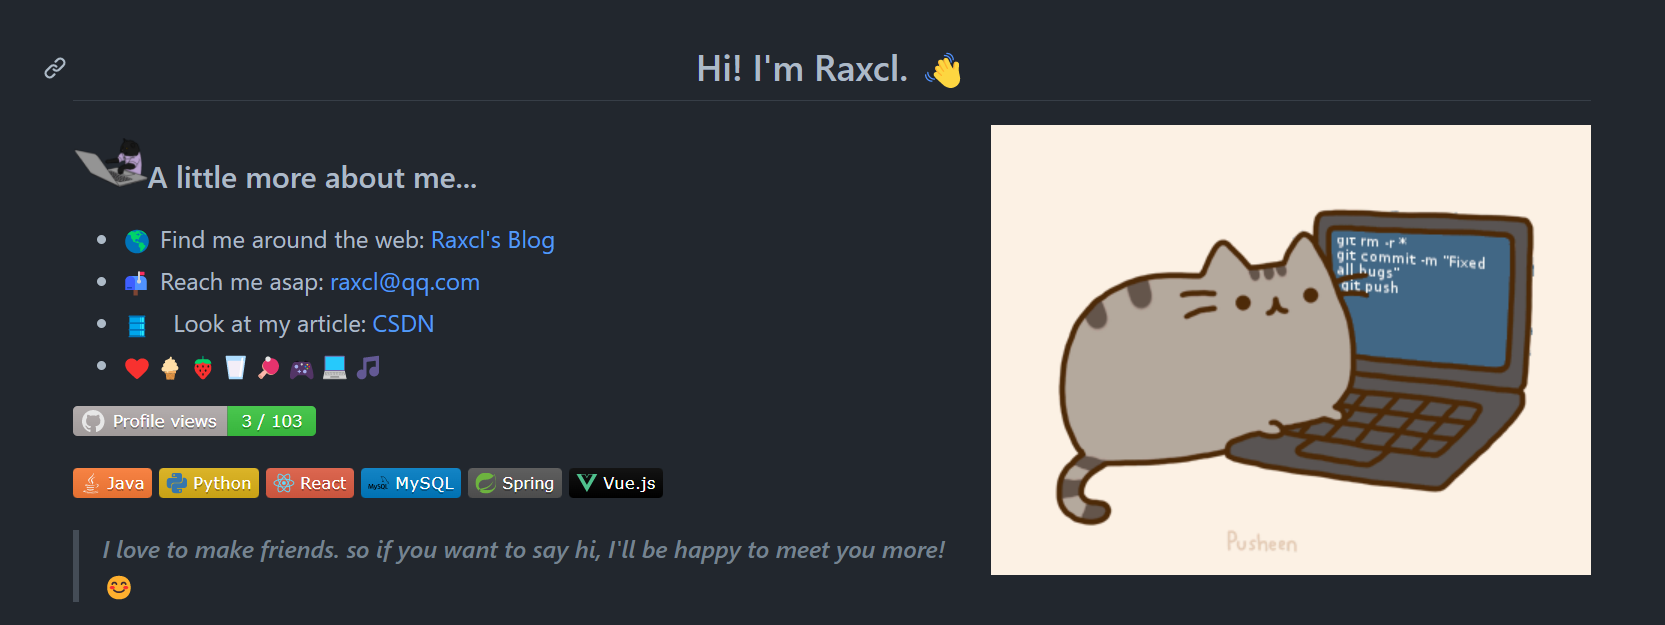 Hi! I'm Raxcl. 👋
A little more about me...
🌎 Find me around the web: Raxcl's Blog
📬 Reach me asap: raxcl@qq.com
Look at my article: CSDN
Profile views 3 / 103
Java Python React MySQL MySQL Spring Vue.js
I love to make friends. so if you want to say hi, I'll be happy to meet you more!
😊
git rm -r *
git commit -m "Fixed
all bugs"
git push
Pusheen